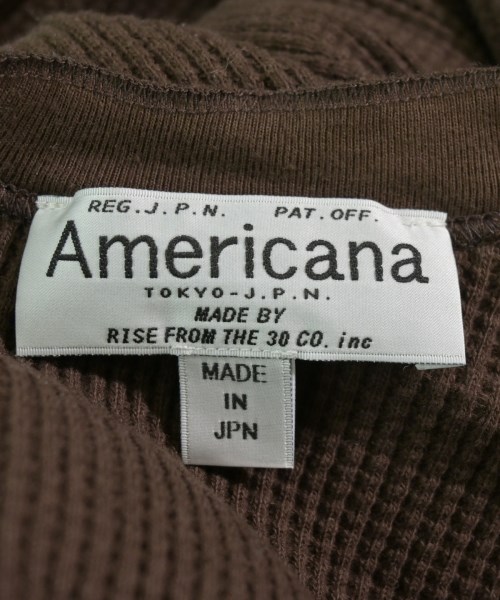 REG.J.P.N. PAT.OFF.
Americana
TOKYO-J.P.N.
MADE BY
RISE FROM THE 30 CO. inc
MADE
IN
JPN